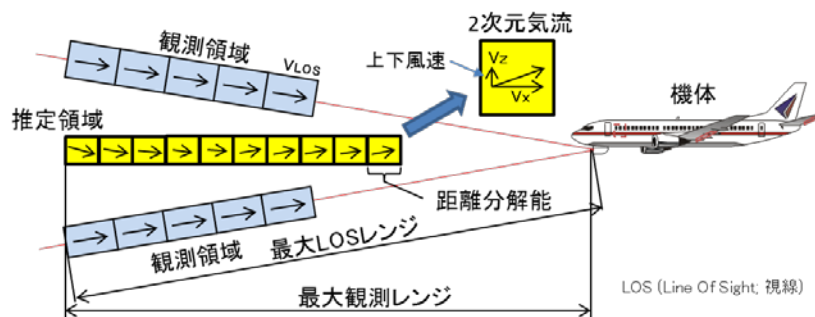 2次元気流
観測領域
VLOS
上下風速
Vz
Vx
機体
推定領域
距離分解能
観測領域
最大LOSレンジ
最大観測レンジ
LOS (Line Of Sight; 視線)